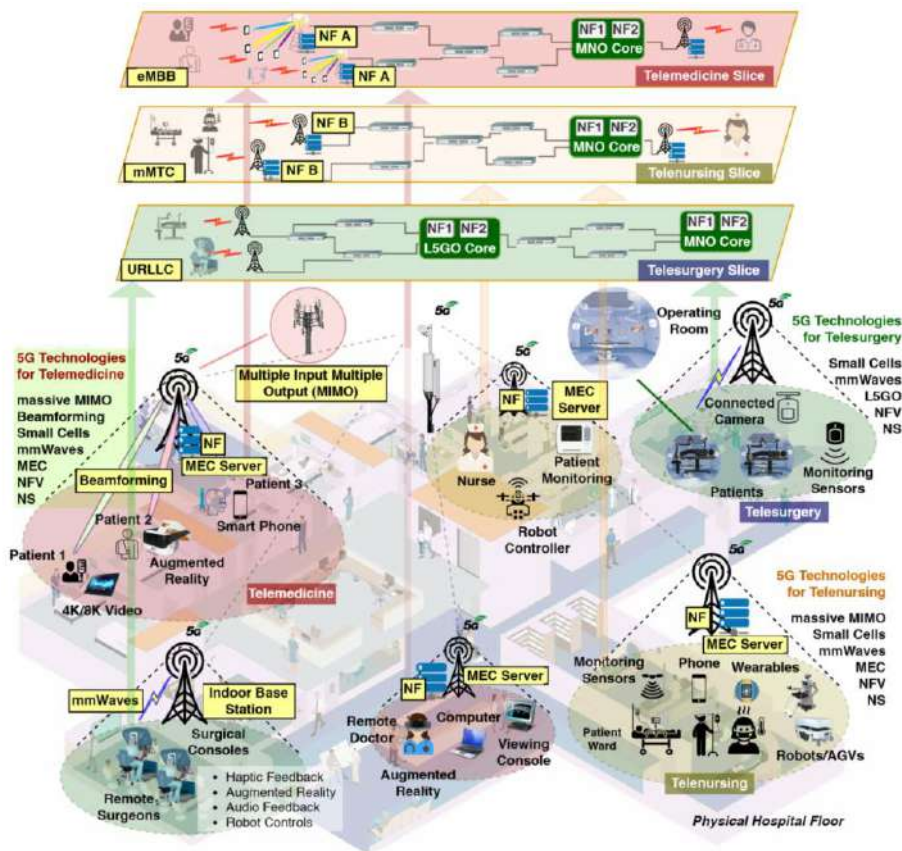 NF A
NF1 NF2
MNO Core
eMBB
NF A
Telemedicine Slice
NF B
NF1 NF2
MNO Core
mMTC
NF B
Telenursing Slice
NF1 NF2
L5GO Core
NF1 NF2
MNO Core
URLLC
Telesurgery Slice
5G Technologies
for Telemedicine
massive MIMO
Beamforming
Small Cells
mmWaves
MEC
NFV
NS
5G
Multiple Input Multiple
Output (MIMO)
NF
MEC Server
Beamforming
Patient 3
Smart Phone
Patient 2
Augmented
Reality
Patient 1
4K/8K Video
Telemedicine
5G
5G
NF
MEC
Server
Nurse
Patient
Monitoring
Robot
Controller
Operating
Room
5G
5G Technologies
for Telesurgery
Small Cells
mmWaves
L5GO
NFV
NS
Connected
Camera
Patients
Monitoring
Sensors
Telesurgery
5G
mmWaves
Indoor Base
Station
Surgical
Consoles
Remote
Surgeons
• Haptic Feedback
• Augmented Reality
• Audio Feedback
• Robot Controls
5G
NF
MEC Server
Remote
Doctor
Computer
Viewing
Console
Augmented
Reality
5G
5G Technologies
for Telenursing
massive MIMO
Small Cells
mmWaves
MEC
NFV
NS
NF
MEC Server
Monitoring
Sensors
Phone
Wearables
Patient
Ward
Robots/AGVs
Telenursing
Physical Hospital Floor